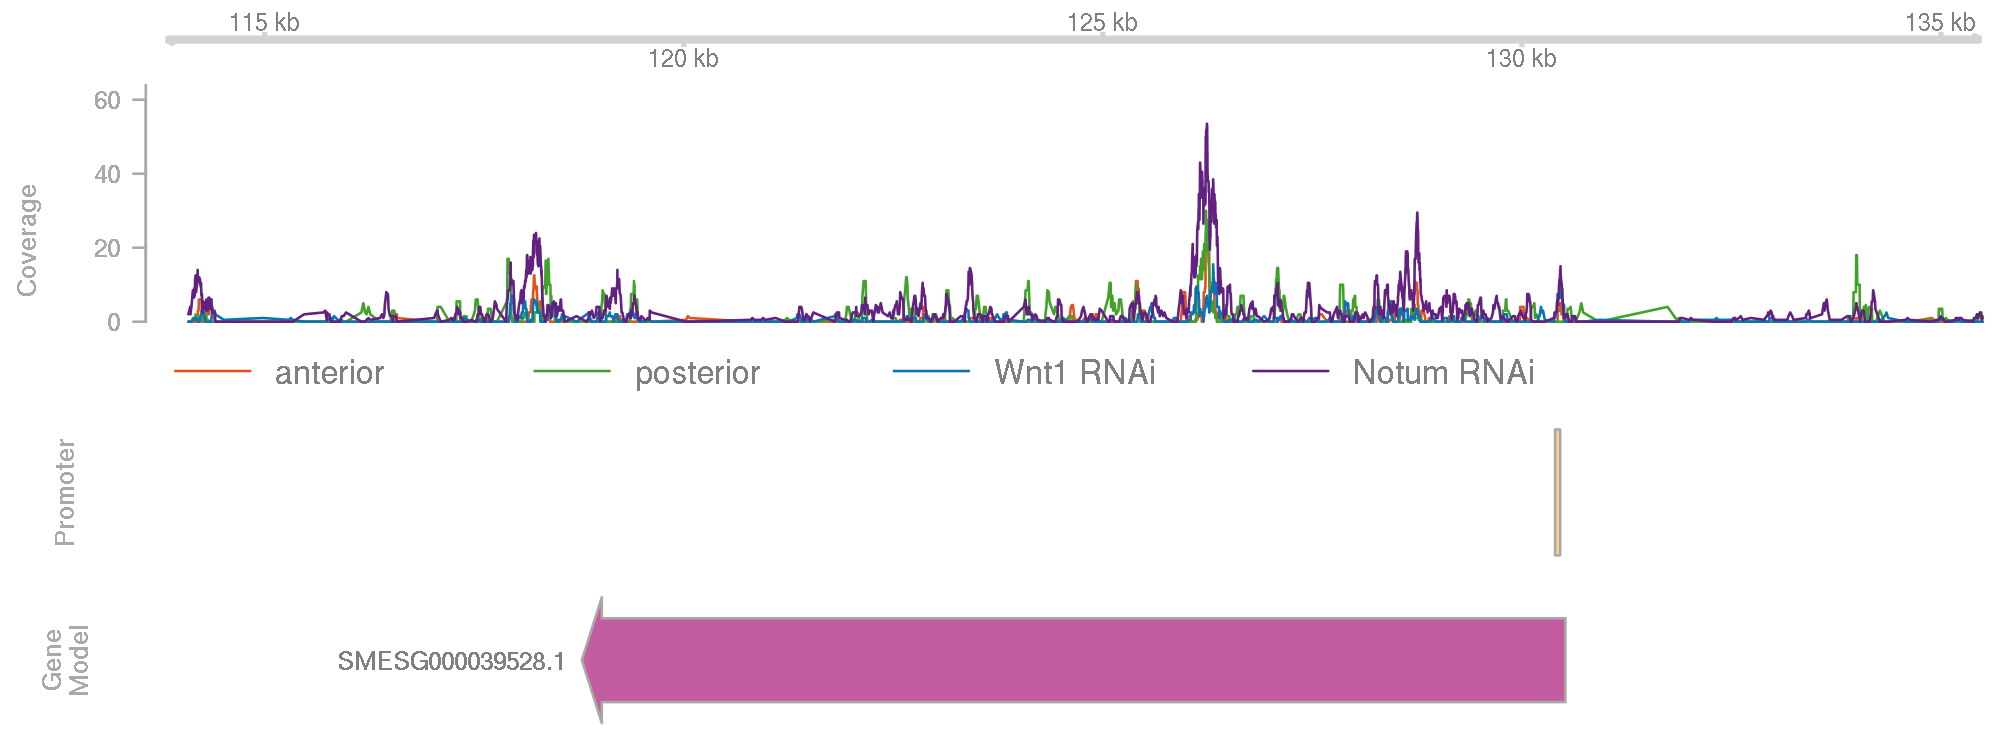 115 kb
125 kb
135 kb
120 kb
130 kb
60
40
20
0
Coverage
anterior
posterior
Wnt1 RNAi
Notum RNAi
Promoter
Gene
Model
SMESG000039528.1